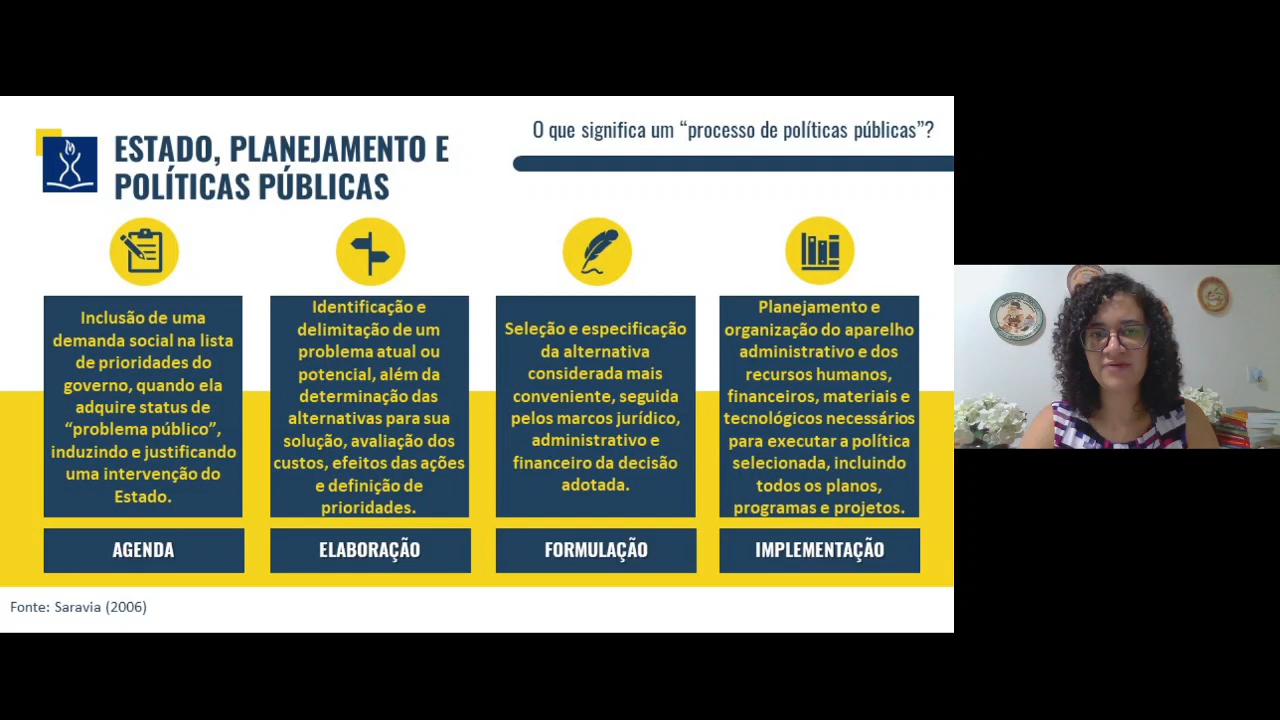 ESTADO, PLANEJAMENTO E
POLÍTICAS PÚBLICAS
O que significa um “processo de políticas públicas”?
Inclusão de uma
demanda social na lista
de prioridades do
governo, quando ela
adquire status de
“problema público”,
induzindo e justificando
uma intervenção do
Estado.
AGENDA
Identificação e
delimitação de um
problema atual ou
potencial, além da
determinação das
alternativas para sua
solução, avaliação dos
custos, efeitos das ações
e definição de
prioridades.
ELABORAÇÃO
Seleção e especificação
da alternativa
considerada mais
conveniente, seguida
pelos marcos jurídico,
administrativo e
financeiro da decisão
adotada.
FORMULAÇÃO
Planejamento e
organização do aparelho
administrativo e dos
recursos humanos,
financeiros, materiais e
tecnológicos necessários
para executar a política
selecionada, incluindo
todos os planos,
programas e projetos.
IMPLEMENTAÇÃO
Fonte: Saravia (2006)